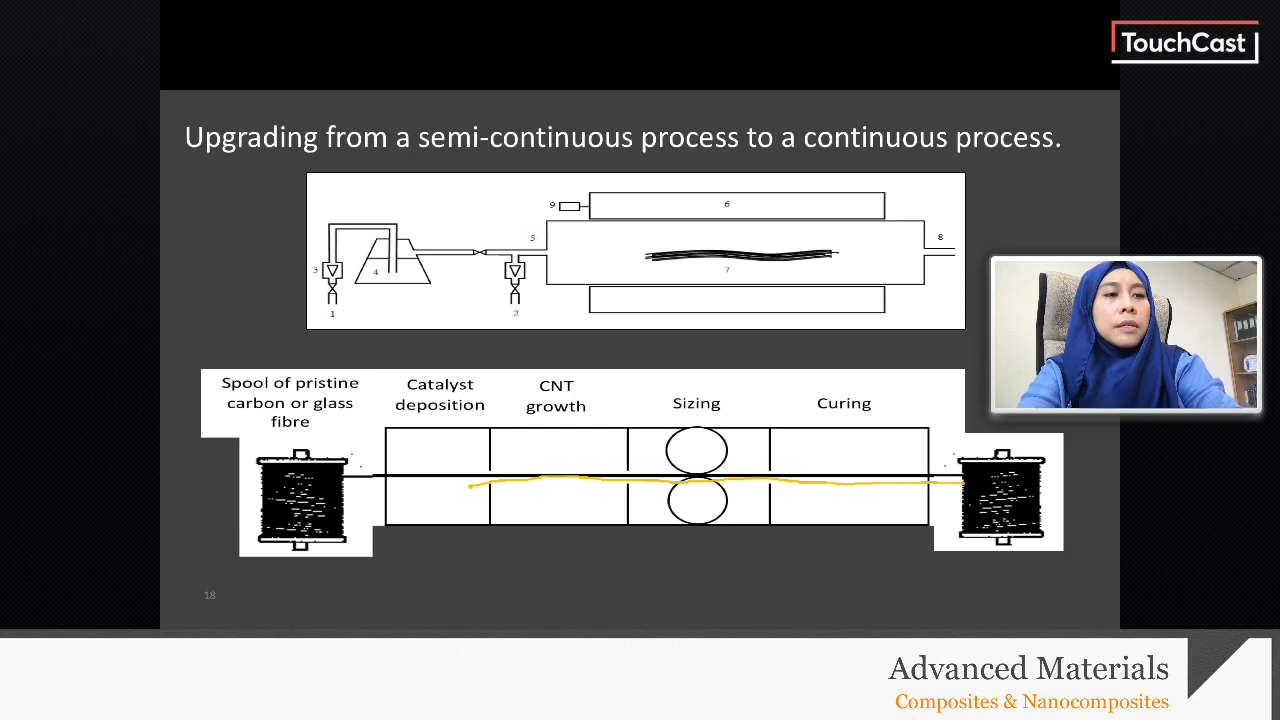 TouchCast
Upgrading from a semi-continuous process to a continuous process.
9
6
5
8
3
4
7
1
2
Spool of pristine
carbon or glass
fibre
Catalyst
deposition
CNT
growth
Sizing
Curing
18
Advanced Materials
Composites & Nanocomposites